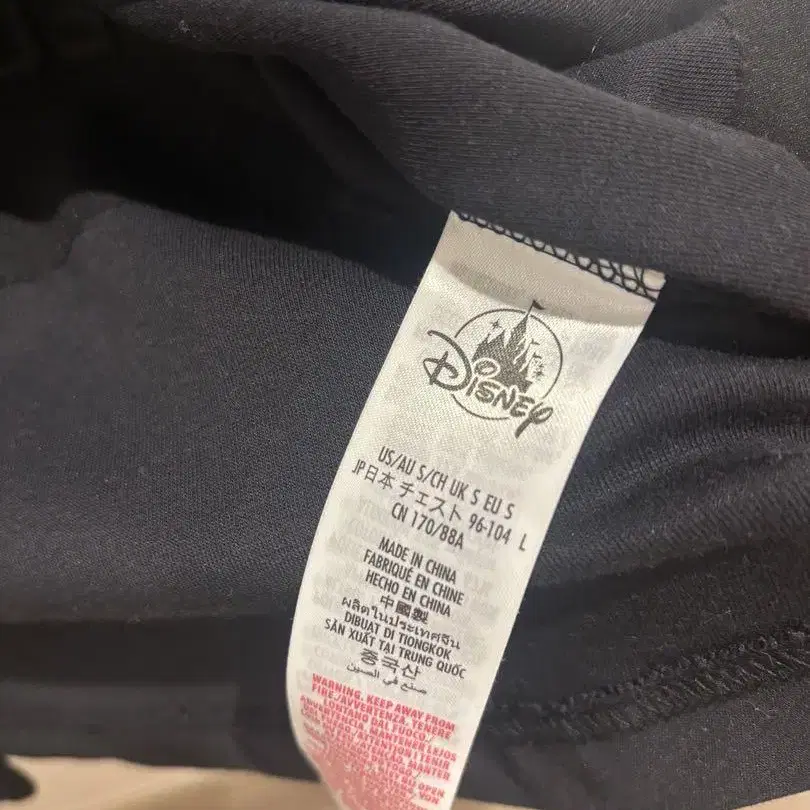 Disney
US/AU S/CH UK S EU S
JP日本 チェスト 96-104 L
CN 170/88A
MADE IN CHINA
FABRIQUÉ EN CHINE
HECHO EN CHINA
中國製
ผลิตในประเทศจีน
DIBUAT DI TIONGKOK
SẢN XUẤT TẠI TRUNG QUỐC
중국산
صنع في الصين
WARNING. KEEP AWAY FROM
FIRE./AVVERTENZA. TENERE
LONTANO DAL FUOCO./
MANTENER LEJOS
TENIR